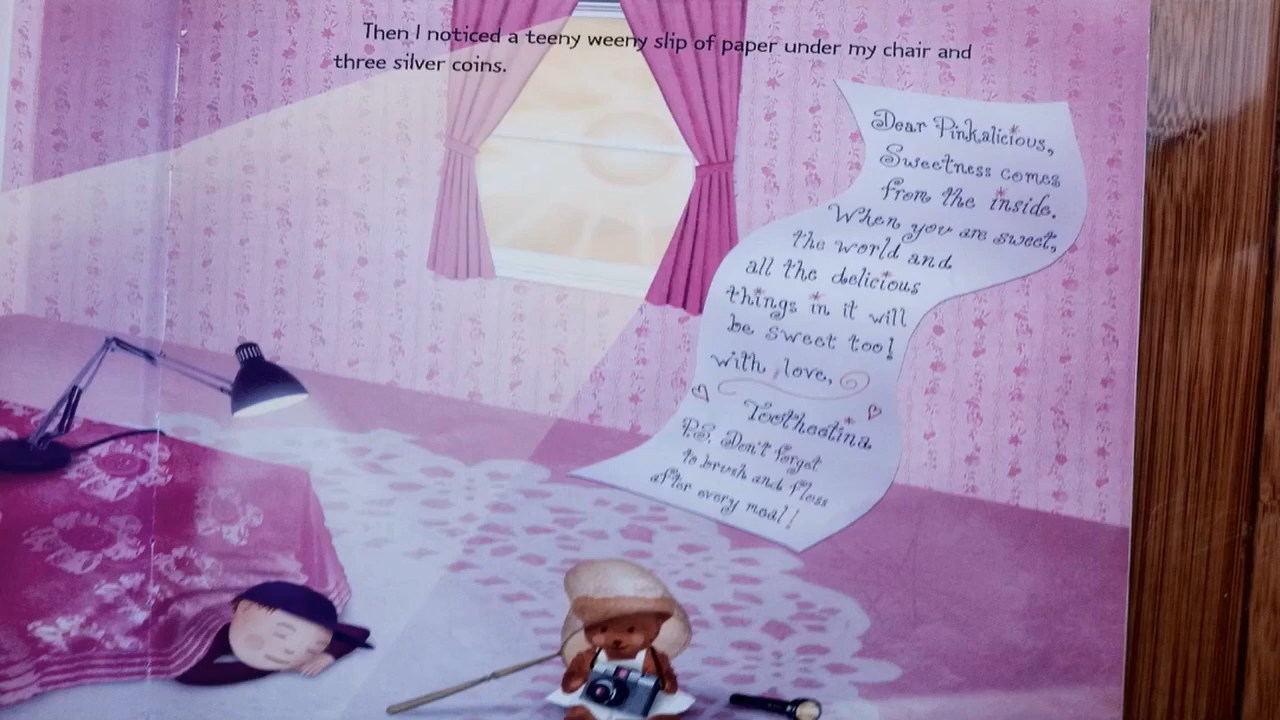 Then I noticed a teeny weeny slip of paper under my chair and
three silver coins.
Dear Pinkalicious,
Sweetness comes
from the inside.
When you are sweet,
the world and
all the delicious
things in it will
be sweet too!
with love,
Tootheetina
P.S. Don't forget
to brush and floss
after every meal!